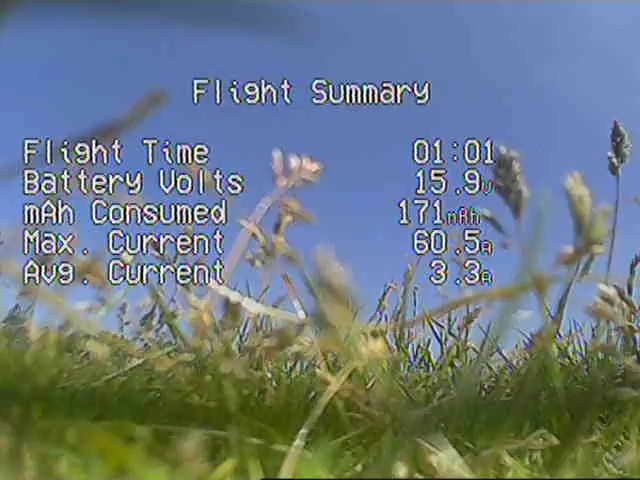 Flight Summary
Flight Time 01:01
Battery Volts 15.9V
mAh Consumed 171mAh
Max. Current 60.5A
Avg. Current 3.3A